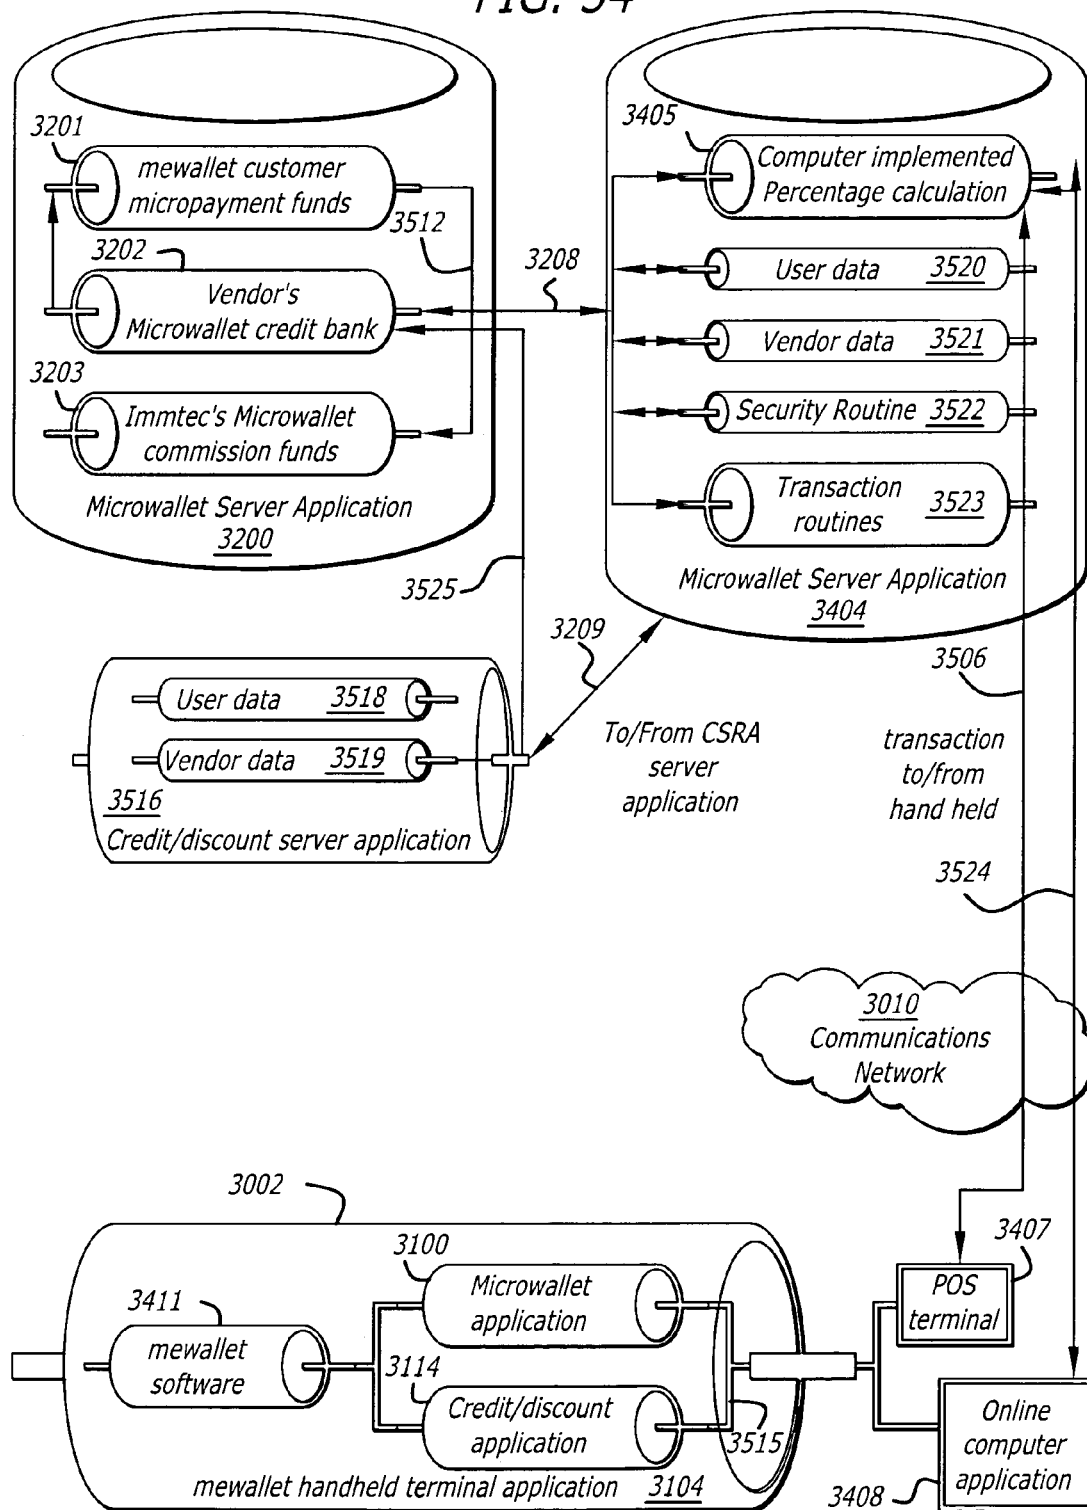 FIG. 34
3201
mewallet customer
micropayment funds
3512
3202
Vendor's
Microwallet credit bank
3203
Immtec's Microwallet
commission funds
Microwallet Server Application
3200
3208
3405
Computer implemented
Percentage calculation
User data 3520
Vendor data 3521
Security Routine 3522
Transaction
routines
3523
Microwallet Server Application
3404
3525
3209
User data 3518
Vendor data 3519
3516
Credit/discount server application
To/From CSRA
server
application
3506
transaction
to/from
hand held
3524
3010
Communications
Network
3002
3100
Microwallet
application
3411
mewallet
software
3114
Credit/discount
application
3515
mewallet handheld terminal application 3104
3407
POS
terminal
Online
computer
application
3408